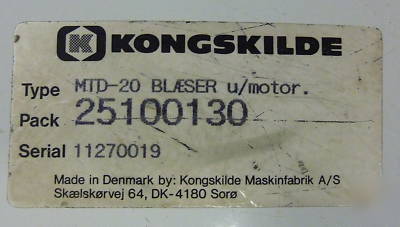 KONGSKILDE
Type MTD-20 BLÆSER u/motor.
Pack 25100130
Serial 11270019
Made in Denmark by: Kongskilde Maskinfabrik A/S
Skælskørvej 64, DK-4180 Sorø